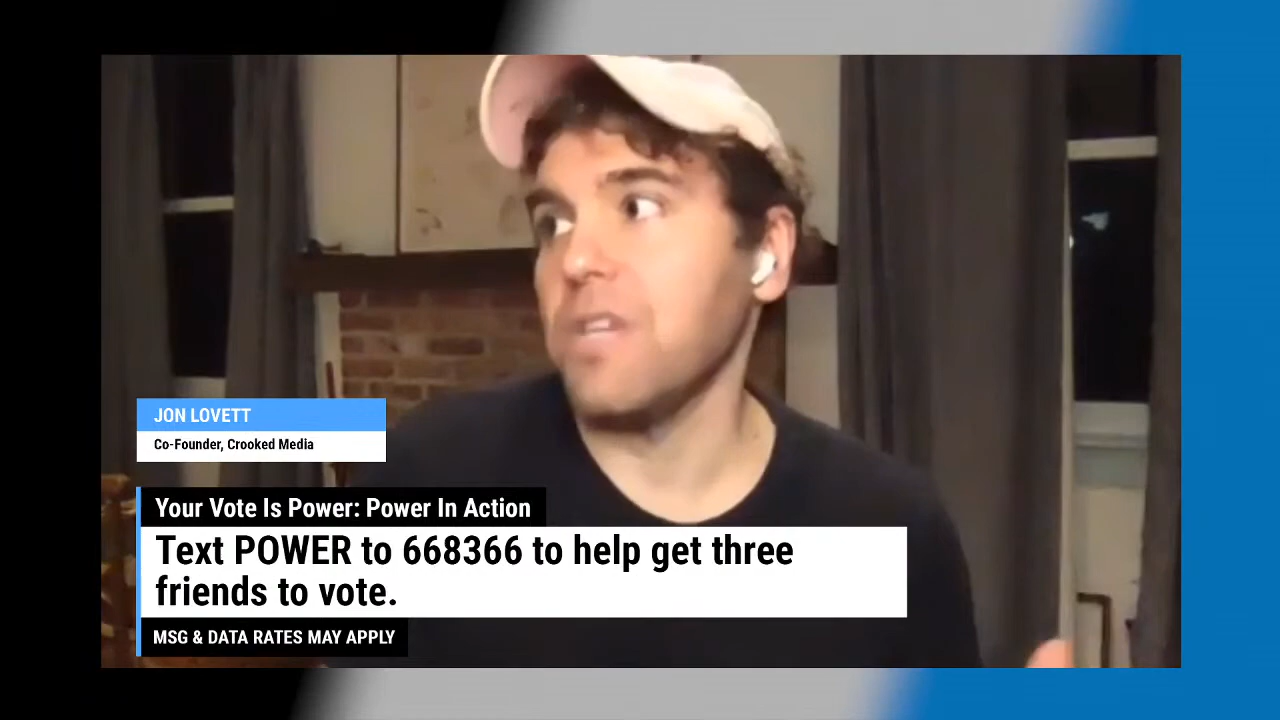 JON LOVETT
Co-Founder, Crooked Media
Your Vote Is Power: Power In Action
Text POWER to 668366 to help get three
friends to vote.
MSG & DATA RATES MAY APPLY